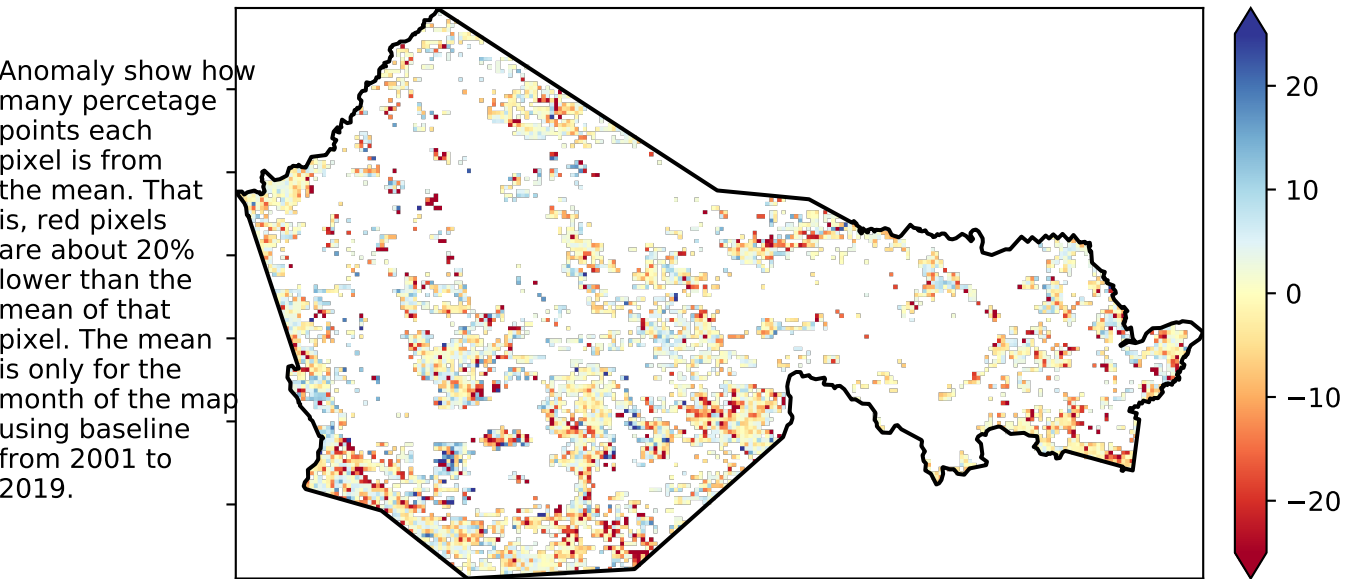 Anomaly show how
many percetage
points each
pixel is from
the mean. That
is, red pixels
are about 20%
lower than the
mean of that
pixel. The mean
is only for the
month of the map
using baseline
from 2001 to
2019.
20
10
0
−10
−20